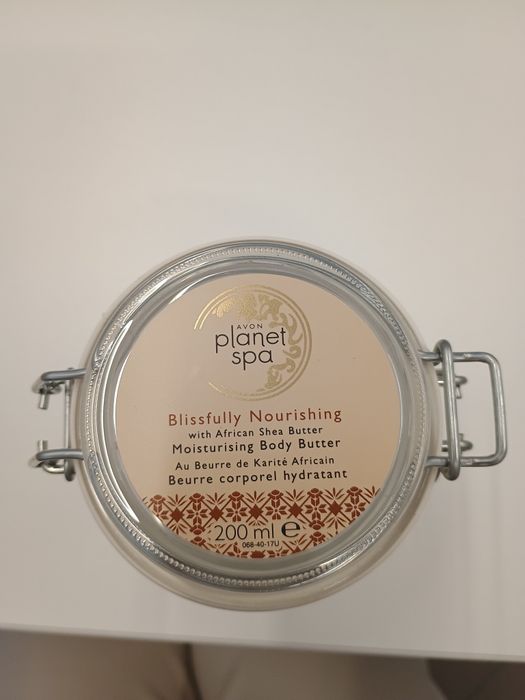 AVON
planet
spa
Blissfully Nourishing
with African Shea Butter
Moisturising Body Butter
Au Beurre de Karité Africain
Beurre corporel hydratant
200 ml ℮
068-40-17U